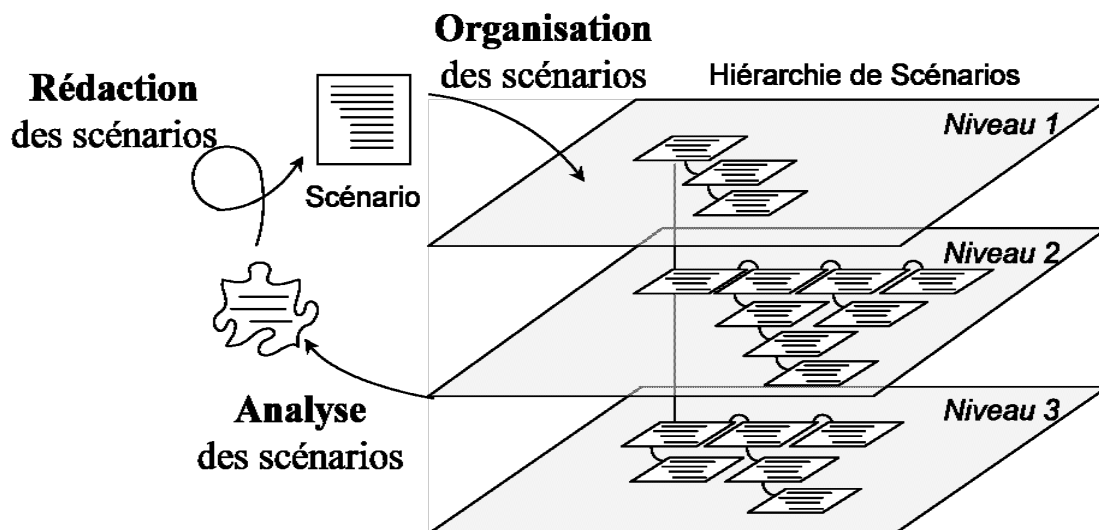 Organisation
des scénarios
Rédaction
des scénarios
Scénario
Hiérarchie de Scénarios
Niveau 1
Niveau 2
Niveau 3
Analyse
des scénarios